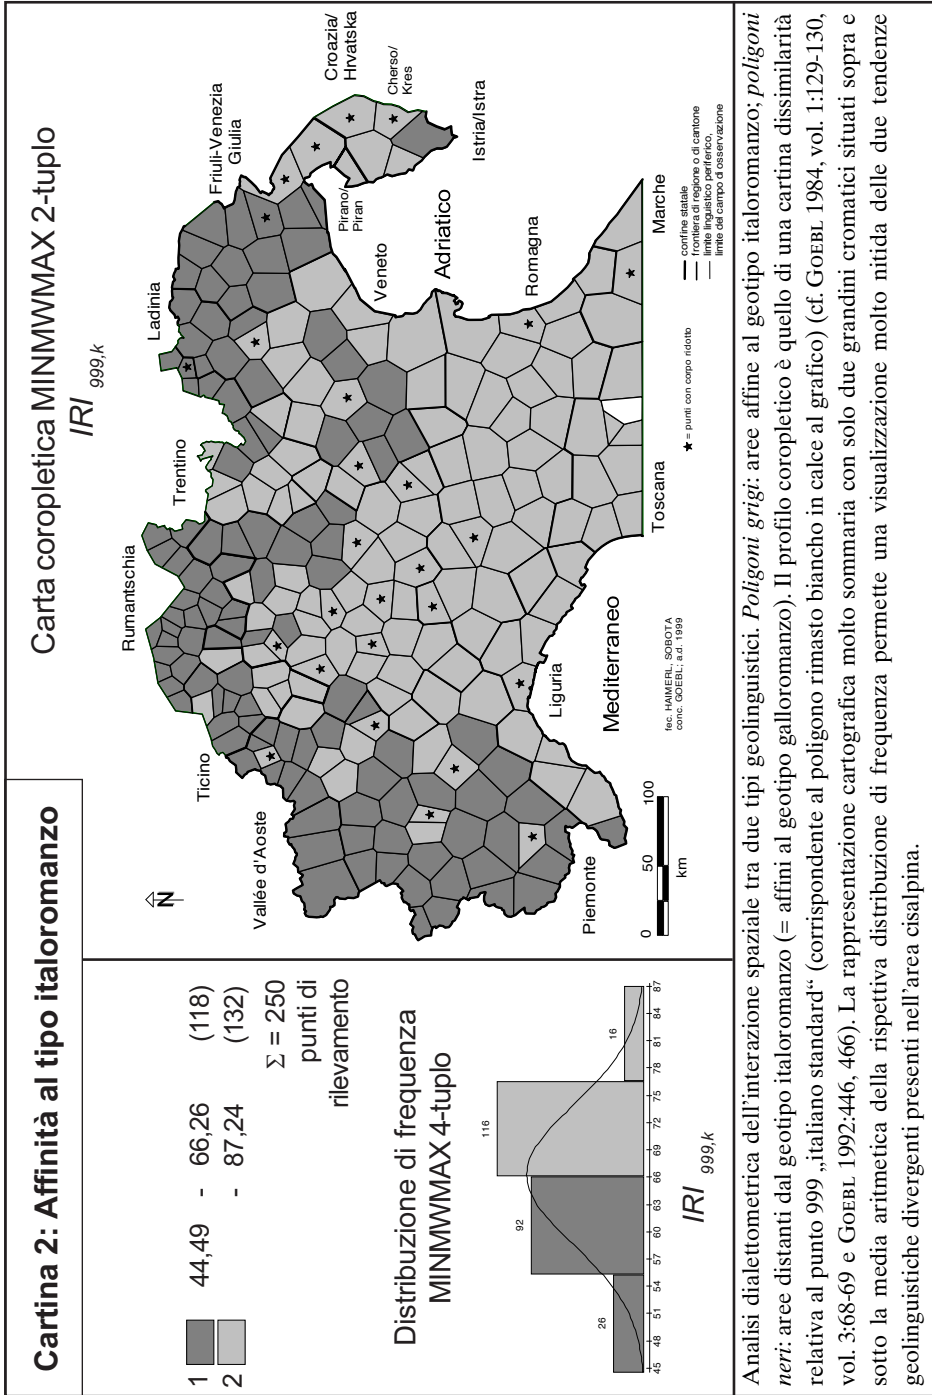 Cartina 2: Affinità al tipo italoromanzo
1 44,49 - 66,26 (118)
2 - 87,24 (132)
Σ = 250
punti di
rilevamento
Distribuzione di frequenza
MINMWMAX 4-tuplo
26
92
116
16
45 48 51 54 57 60 63 66 69 72 75 78 81 84 87
IRI 999,k
Carta coropletica MINMWMAX 2-tuplo
IRI 999,k
N
Vallée d'Aoste
Ticino
Rumantschia
Trentino
Ladinia
Friuli-Venezia
Giulia
Croazia/
Hrvatska
Cherso/
Kres
Pirano/
Piran
Istria/Istra
Veneto
Adriatico
Romagna
Marche
Toscana
Liguria
Mediterraneo
Piemonte
0 50 100
km
fec. HAIMERL, SOBOTA
conc. GOEBL; a.d. 1999
★ = punti con corpo ridotto
confine statale
frontiera di regione o di cantone
limite linguistico periferico,
limite del campo di osservazione
Analisi dialettometrica dell'interazione spaziale tra due tipi geolinguistici. Poligoni grigi: aree affine al geotipo italoromanzo; poligoni
neri: aree distanti dal geotipo italoromanzo (= affini al geotipo galloromanzo). Il profilo coropletico è quello di una cartina dissimilarità
relativa al punto 999 „italiano standard“ (corrispondente al poligono rimasto bianco in calce al grafico) (cf. GOEBL 1984, vol. 1:129-130,
vol. 3:68-69 e GOEBL 1992:446, 466). La rappresentazione cartografica molto sommaria con solo due grandini cromatici situati sopra e
sotto la media aritmetica della rispettiva distribuzione di frequenza permette una visualizzazione molto nitida delle due tendenze
geolinguistiche divergenti presenti nell'area cisalpina.